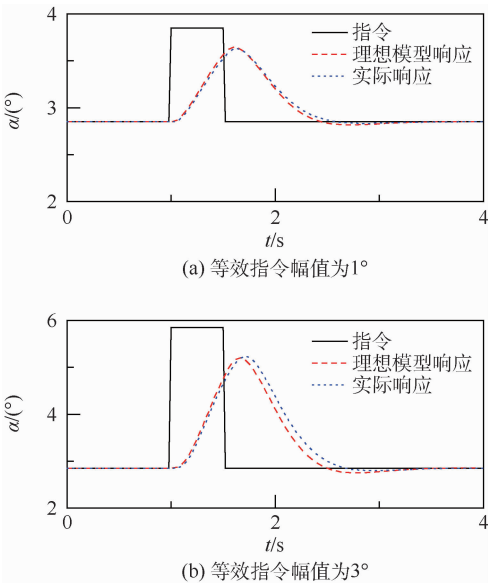 4
指令
理想模型响应
实际响应
α/(°)
3
2
0
2
4
t/s
(a) 等效指令幅值为1°
6
指令
理想模型响应
实际响应
α/(°)
4
2
0
2
4
t/s
(b) 等效指令幅值为3°